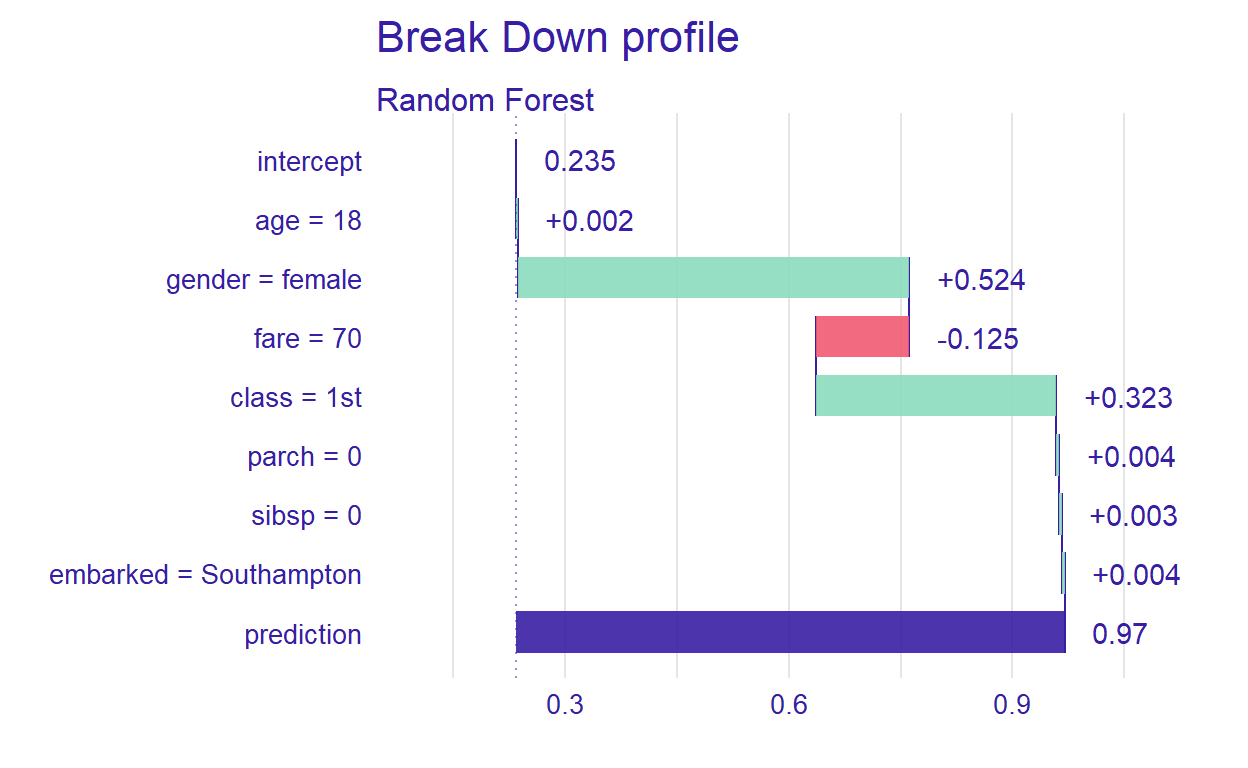 Break Down profile
Random Forest
intercept 0.235
age = 18 +0.002
gender = female +0.524
fare = 70 -0.125
class = 1st +0.323
parch = 0 +0.004
sibsp = 0 +0.003
embarked = Southampton +0.004
prediction 0.97
0.3 0.6 0.9